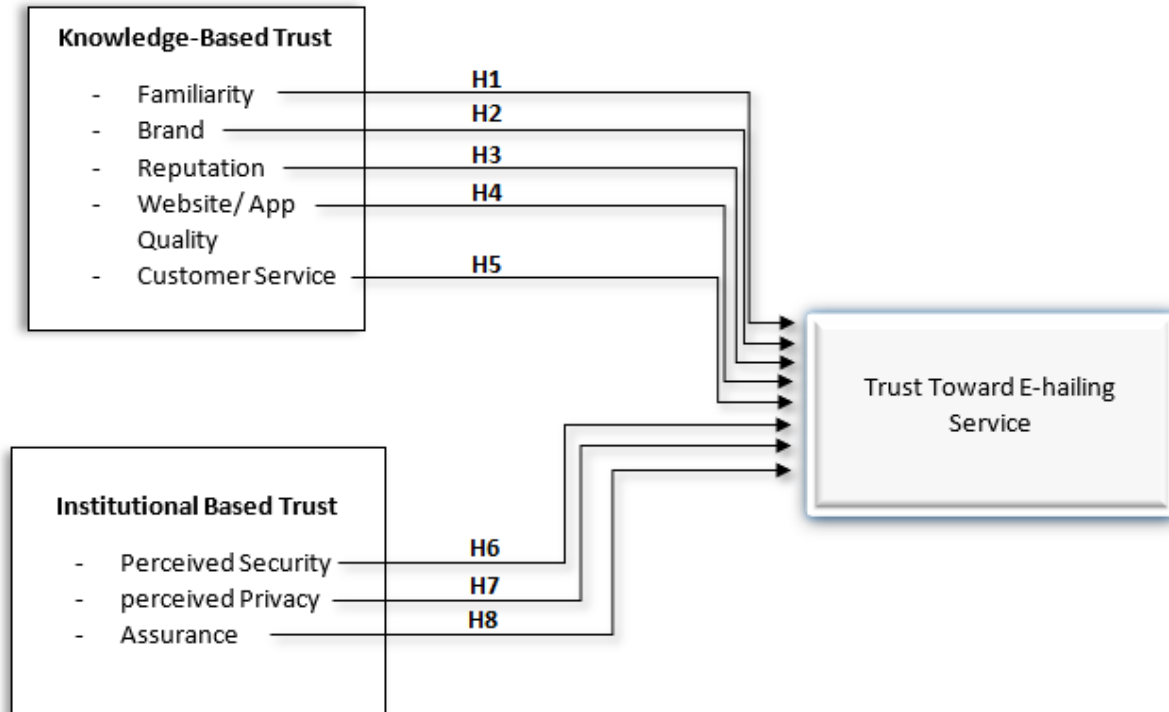 Knowledge-Based Trust
- Familiarity
- Brand
- Reputation
- Website/ App
Quality
- Customer Service
H1
H2
H3
H4
H5
Trust Toward E-hailing
Service
Institutional Based Trust
- Perceived Security
- perceived Privacy
- Assurance
H6
H7
H8